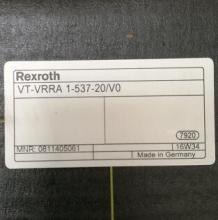 Rexroth
VT-VRRA 1-537-20/V0
7920
16W34
MNR: 0811405061
Made in Germany